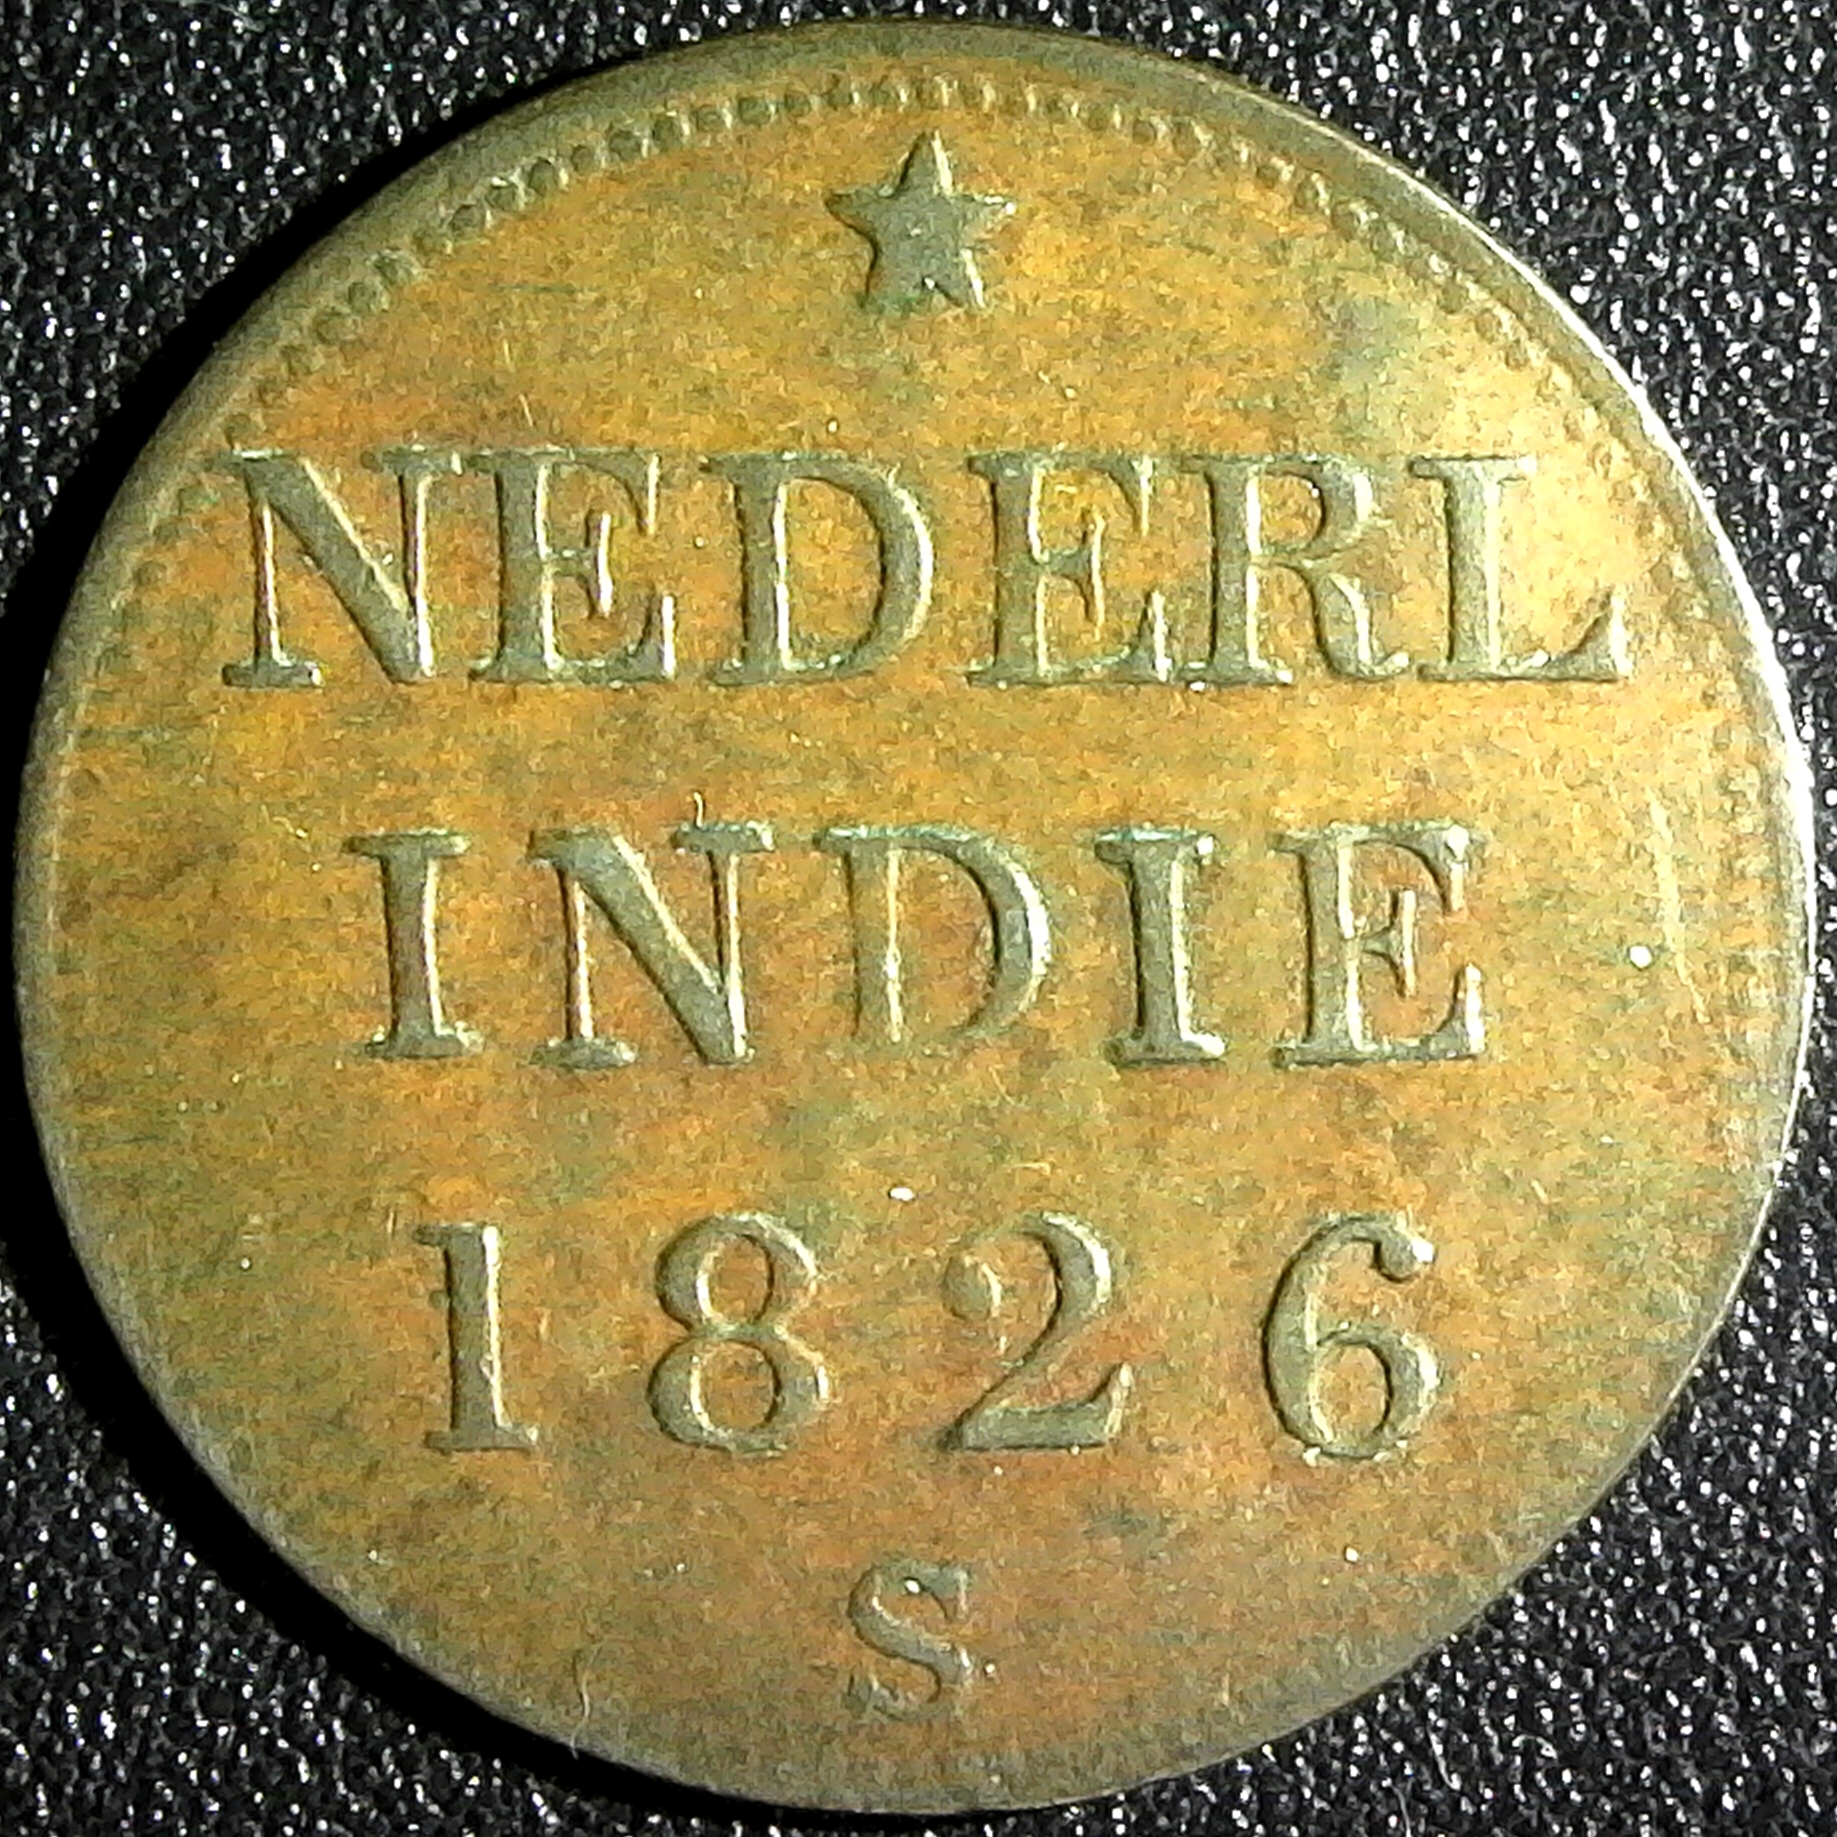 NEDERL
INDIE
1826
S